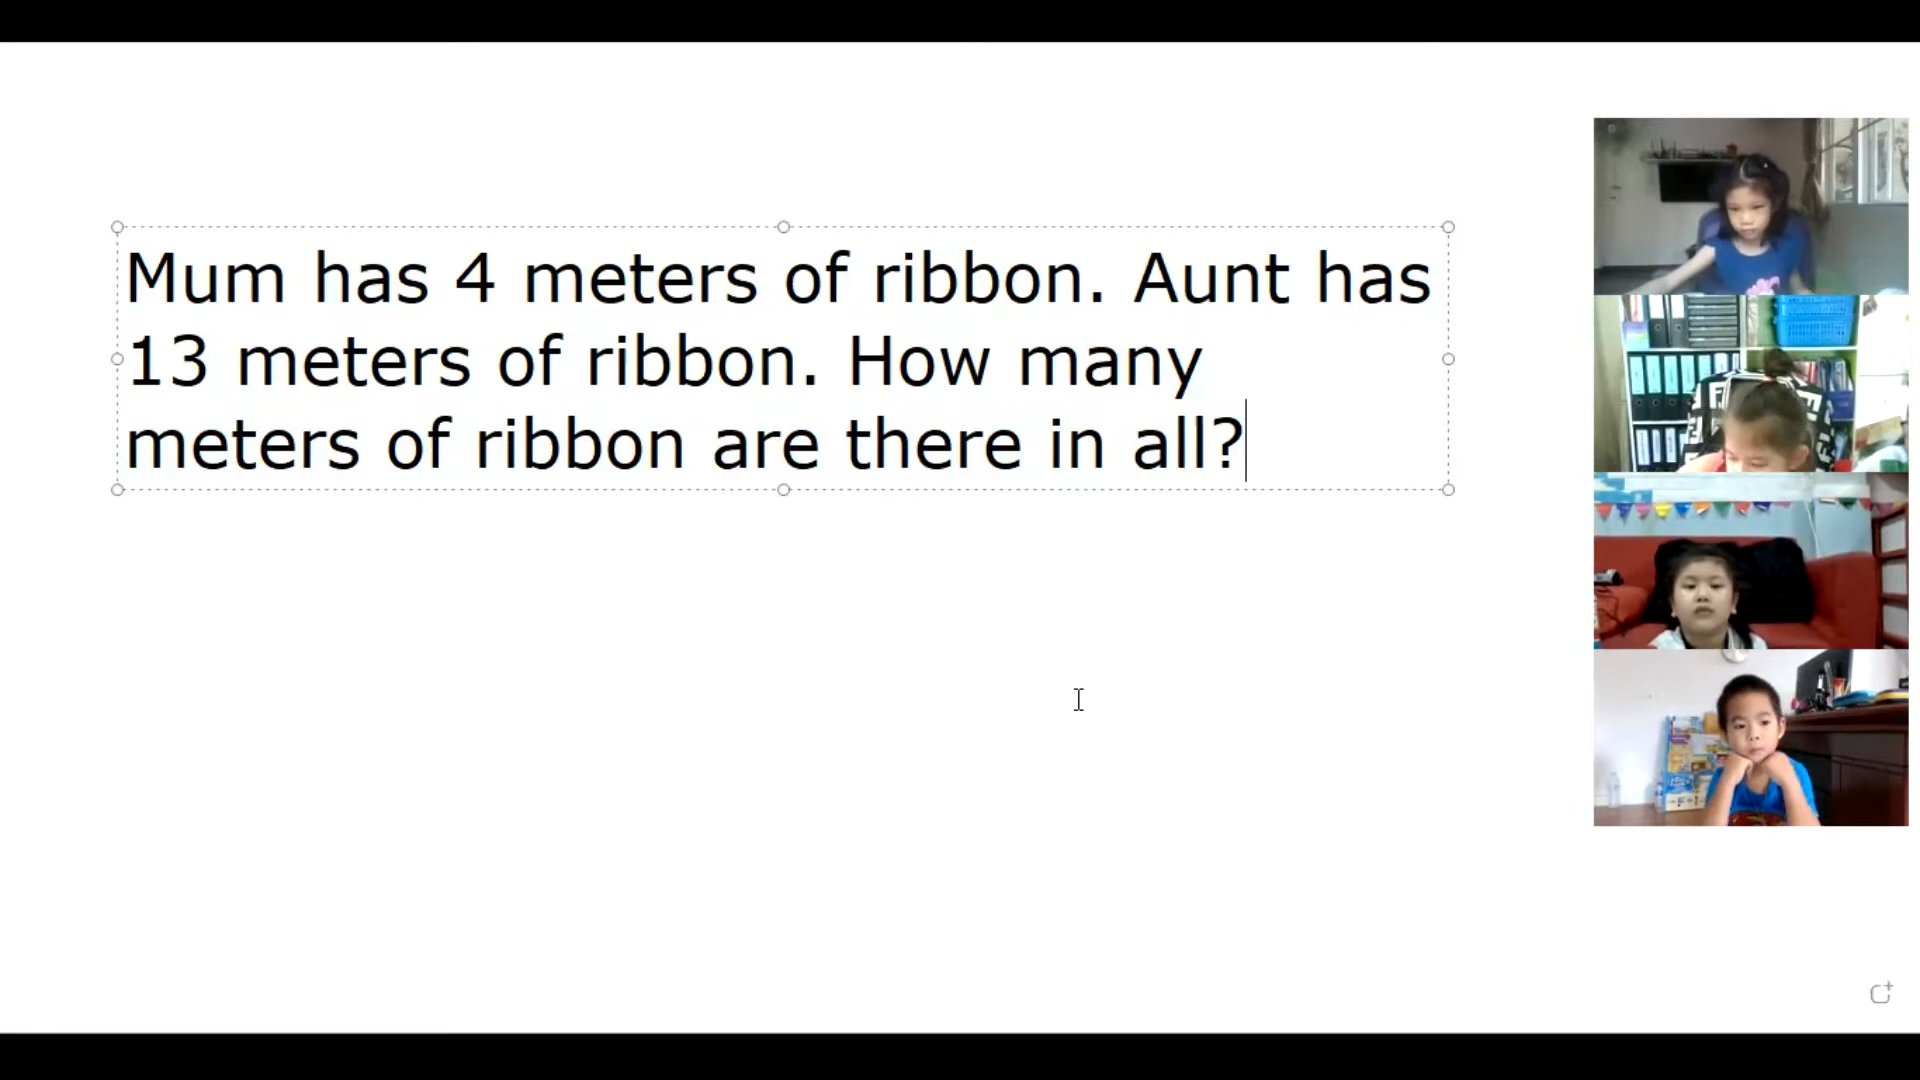 Mum has 4 meters of ribbon. Aunt has
13 meters of ribbon. How many
meters of ribbon are there in all?